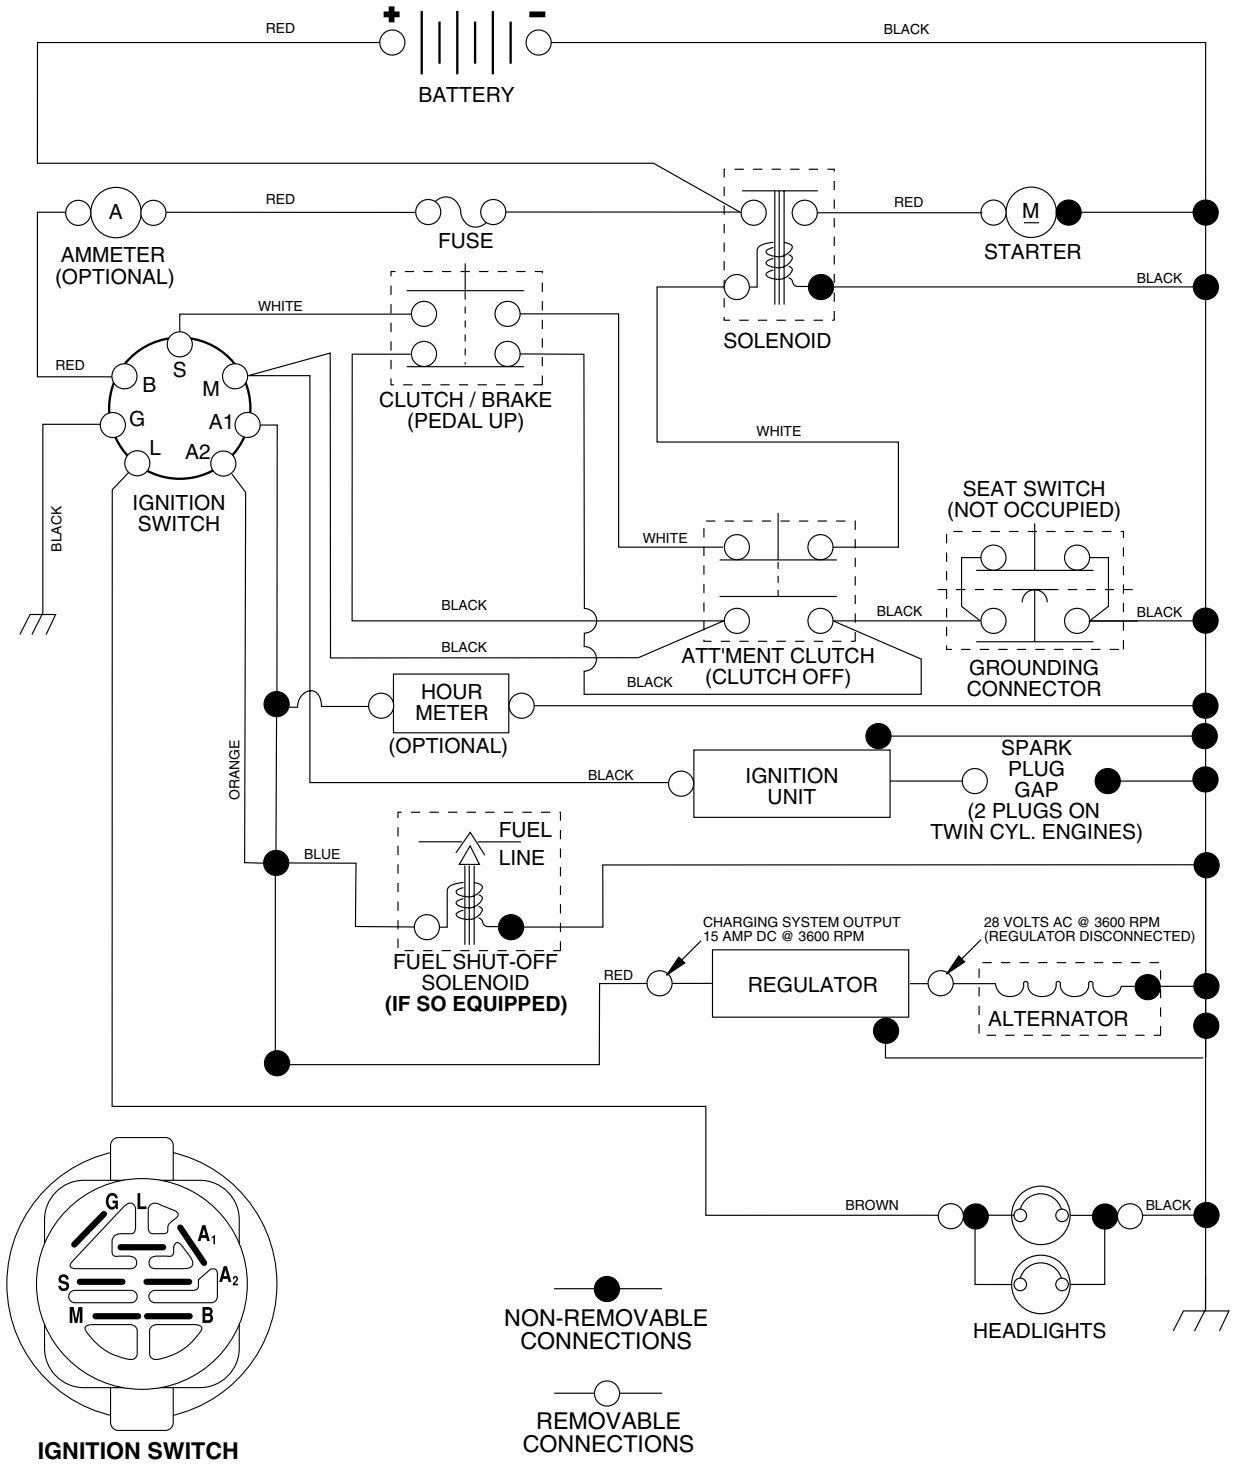 + −
RED
BLACK
BATTERY
A
RED
RED
M
AMMETER
(OPTIONAL)
FUSE
STARTER
BLACK
WHITE
SOLENOID
RED
S
B
M
G
A1
L
A2
CLUTCH / BRAKE
(PEDAL UP)
WHITE
IGNITION
SWITCH
BLACK
SEAT SWITCH
(NOT OCCUPIED)
WHITE
BLACK
BLACK
BLACK
BLACK
ATT'MENT CLUTCH
(CLUTCH OFF)
BLACK
GROUNDING
CONNECTOR
HOUR
METER
(OPTIONAL)
ORANGE
BLACK
IGNITION
UNIT
SPARK
PLUG
GAP
(2 PLUGS ON
TWIN CYL. ENGINES)
BLUE
FUEL
LINE
FUEL SHUT-OFF
SOLENOID
(IF SO EQUIPPED)
CHARGING SYSTEM OUTPUT
15 AMP DC @ 3600 RPM
28 VOLTS AC @ 3600 RPM
(REGULATOR DISCONNECTED)
RED
REGULATOR
ALTERNATOR
BROWN
BLACK
HEADLIGHTS
G L
A1
S
A2
M
B
IGNITION SWITCH
NON-REMOVABLE
CONNECTIONS
REMOVABLE
CONNECTIONS